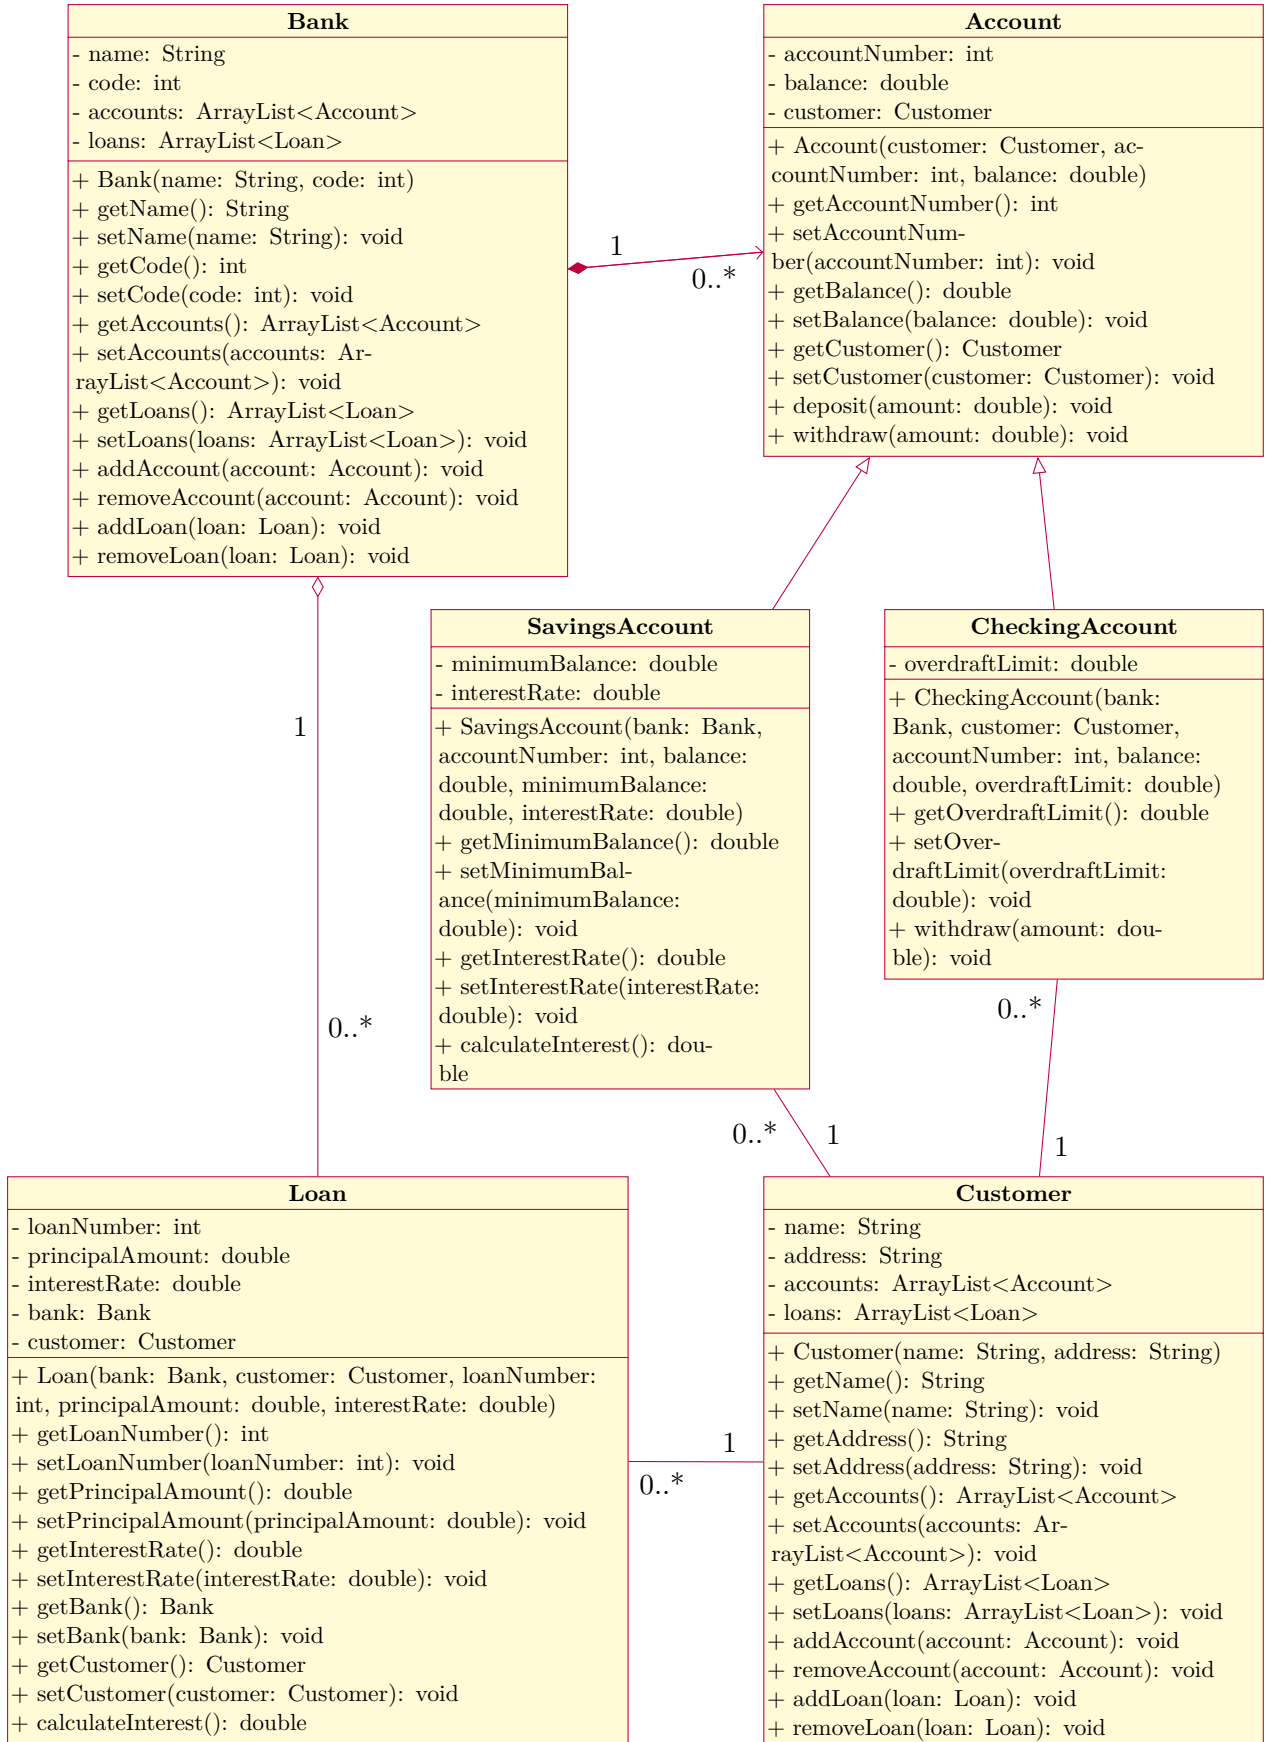 Bank
- name: String
- code: int
- accounts: ArrayList<Account>
- loans: ArrayList<Loan>
+ Bank(name: String, code: int)
+ getName(): String
+ setName(name: String): void
+ getCode(): int
+ setCode(code: int): void
+ getAccounts(): ArrayList<Account>
+ setAccounts(accounts: Ar-
rayList<Account>): void
+ getLoans(): ArrayList<Loan>
+ setLoans(loans: ArrayList<Loan>): void
+ addAccount(account: Account): void
+ removeAccount(account: Account): void
+ addLoan(loan: Loan): void
+ removeLoan(loan: Loan): void
1
0..*
Account
- accountNumber: int
- balance: double
- customer: Customer
+ Account(customer: Customer, ac-
countNumber: int, balance: double)
+ getAccountNumber(): int
+ setAccountNum-
ber(accountNumber: int): void
+ getBalance(): double
+ setBalance(balance: double): void
+ getCustomer(): Customer
+ setCustomer(customer: Customer): void
+ deposit(amount: double): void
+ withdraw(amount: double): void
1
0..*
SavingsAccount
- minimumBalance: double
- interestRate: double
+ SavingsAccount(bank: Bank,
accountNumber: int, balance:
double, minimumBalance:
double, interestRate: double)
+ getMinimumBalance(): double
+ setMinimumBal-
ance(minimumBalance:
double): void
+ getInterestRate(): double
+ setInterestRate(interestRate:
double): void
+ calculateInterest(): dou-
ble
0..*
1
CheckingAccount
- overdraftLimit: double
+ CheckingAccount(bank:
Bank, customer: Customer,
accountNumber: int, balance:
double, overdraftLimit: double)
+ getOverdraftLimit(): double
+ setOver-
draftLimit(overdraftLimit:
double): void
+ withdraw(amount: dou-
ble): void
0..*
1
Loan
- loanNumber: int
- principalAmount: double
- interestRate: double
- bank: Bank
- customer: Customer
+ Loan(bank: Bank, customer: Customer, loanNumber:
int, principalAmount: double, interestRate: double)
+ getLoanNumber(): int
+ setLoanNumber(loanNumber: int): void
+ getPrincipalAmount(): double
+ setPrincipalAmount(principalAmount: double): void
+ getInterestRate(): double
+ setInterestRate(interestRate: double): void
+ getBank(): Bank
+ setBank(bank: Bank): void
+ getCustomer(): Customer
+ setCustomer(customer: Customer): void
+ calculateInterest(): double
1
0..*
Customer
- name: String
- address: String
- accounts: ArrayList<Account>
- loans: ArrayList<Loan>
+ Customer(name: String, address: String)
+ getName(): String
+ setName(name: String): void
+ getAddress(): String
+ setAddress(address: String): void
+ getAccounts(): ArrayList<Account>
+ setAccounts(accounts: Ar-
rayList<Account>): void
+ getLoans(): ArrayList<Loan>
+ setLoans(loans: ArrayList<Loan>): void
+ addAccount(account: Account): void
+ removeAccount(account: Account): void
+ addLoan(loan: Loan): void
+ removeLoan(loan: Loan): void